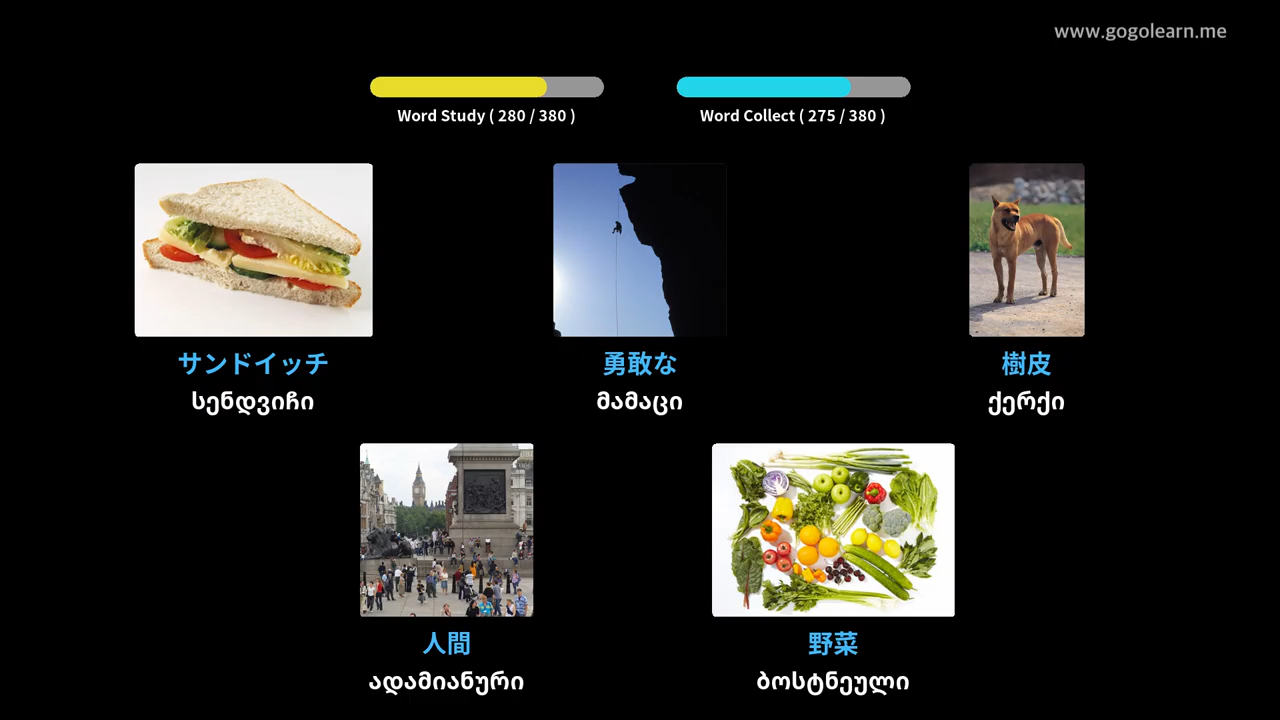 www.gogolearn.me
Word Study ( 280 / 380 )
Word Collect ( 275 / 380 )
サンドイッチ
სენდვიჩი
勇敢な
მამაცი
樹皮
ქერქი
人間
ადამიანური
野菜
ბოსტნეული